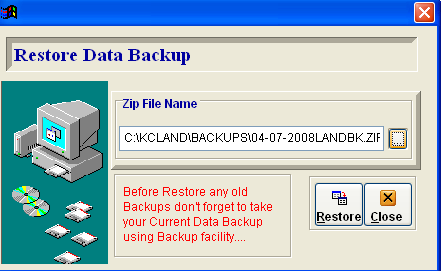 Restore Data Backup
Zip File Name
C:\KCLAND\BACKUPS\04-07-2008LANDBK.ZIP
Before Restore any old
Backups don't forget to take
your Current Data Backup
using Backup facility....
Restore Close